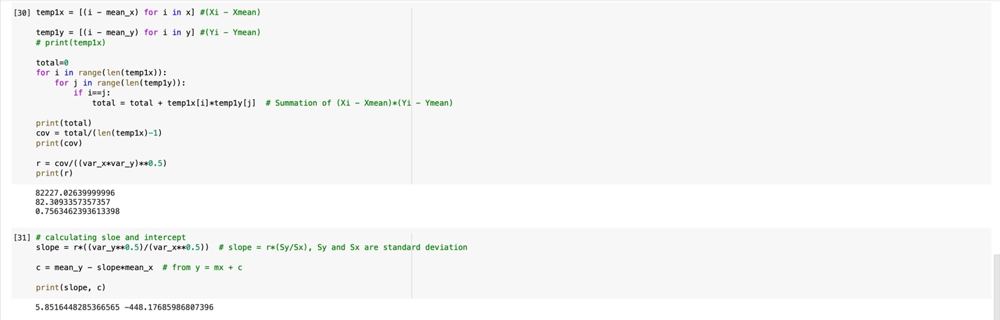 [30] temp1x = [(i - mean_x) for i in x] #(Xi - Xmean)
temp1y = [(i - mean_y) for i in y] #(Yi - Ymean)
# print(temp1x)
total=0
for i in range(len(temp1x)):
    for j in range(len(temp1y)):
        if i==j:
            total = total + temp1x[i]*temp1y[j]  # Summation of (Xi - Xmean)*(Yi - Ymean)
print(total)
cov = total/(len(temp1x)-1)
print(cov)
r = cov/((var_x*var_y)**0.5)
print(r)
82227.02639999996
82.3093357357357
0.7563462393613398
[31] # calculating sloe and intercept
slope = r*((var_y**0.5)/(var_x**0.5))  # slope = r*(Sy/Sx), Sy and Sx are standard deviation
c = mean_y - slope*mean_x  # from y = mx + c
print(slope, c)
5.8516448285366565 -448.17685986807396